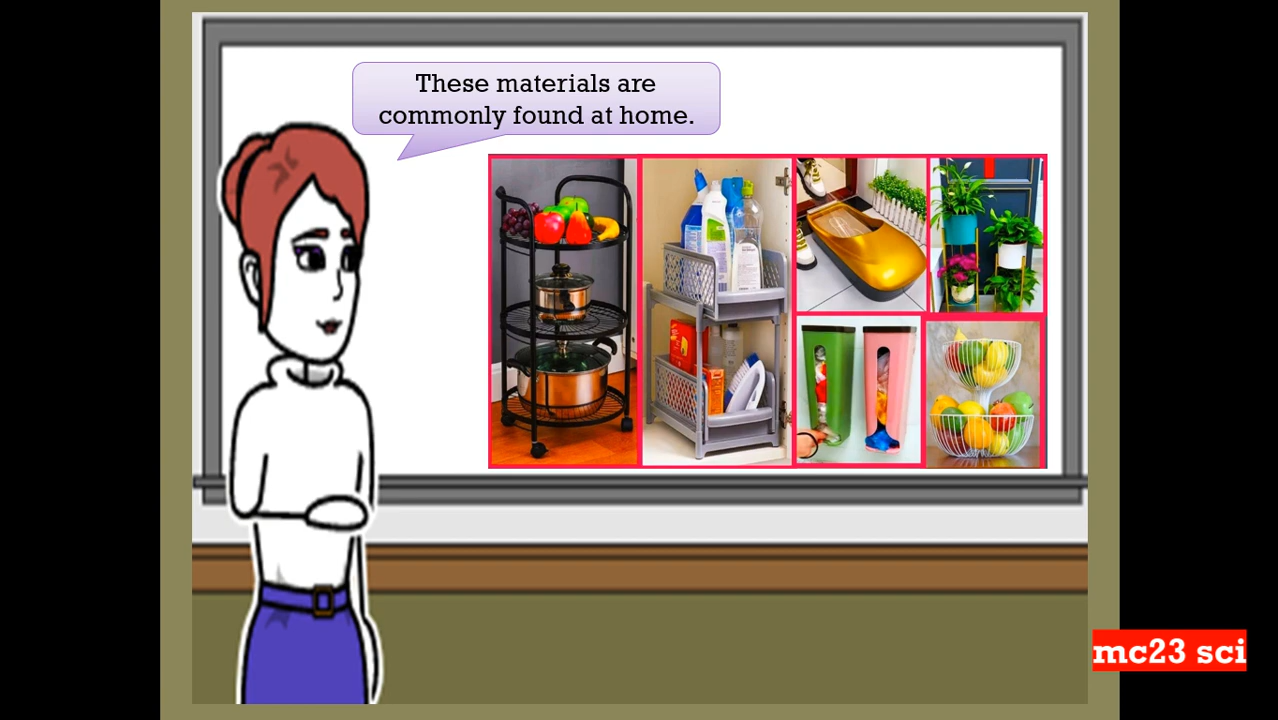 These materials are
commonly found at home.
mc23 sci